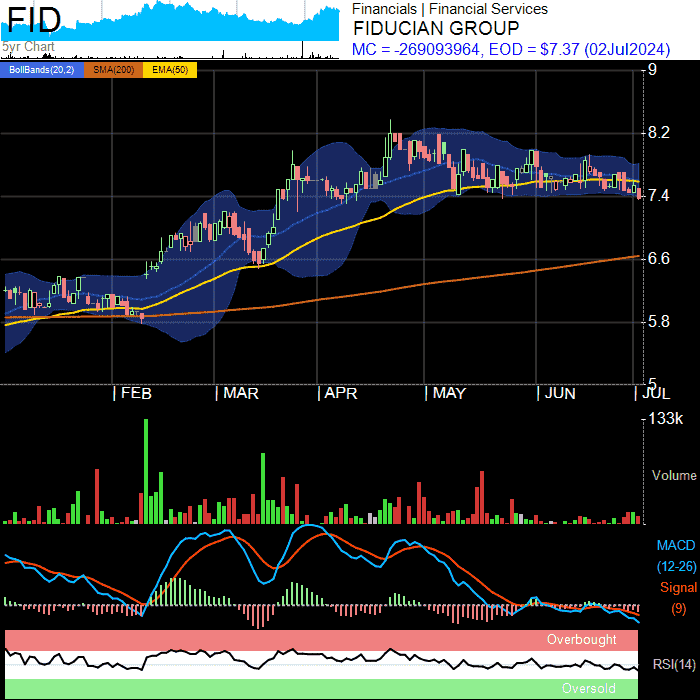 FID
5yr Chart
Financials | Financial Services
FIDUCIAN GROUP
MC = -269093964, EOD = $7.37 (02Jul2024)
BollBands(20,2) SMA(200) EMA(50)
9
8.2
7.4
6.6
5.8
5
FEB MAR APR MAY JUN JUL
133k
Volume
MACD
(12-26)
Signal
(9)
Overbought
RSI(14)
Oversold